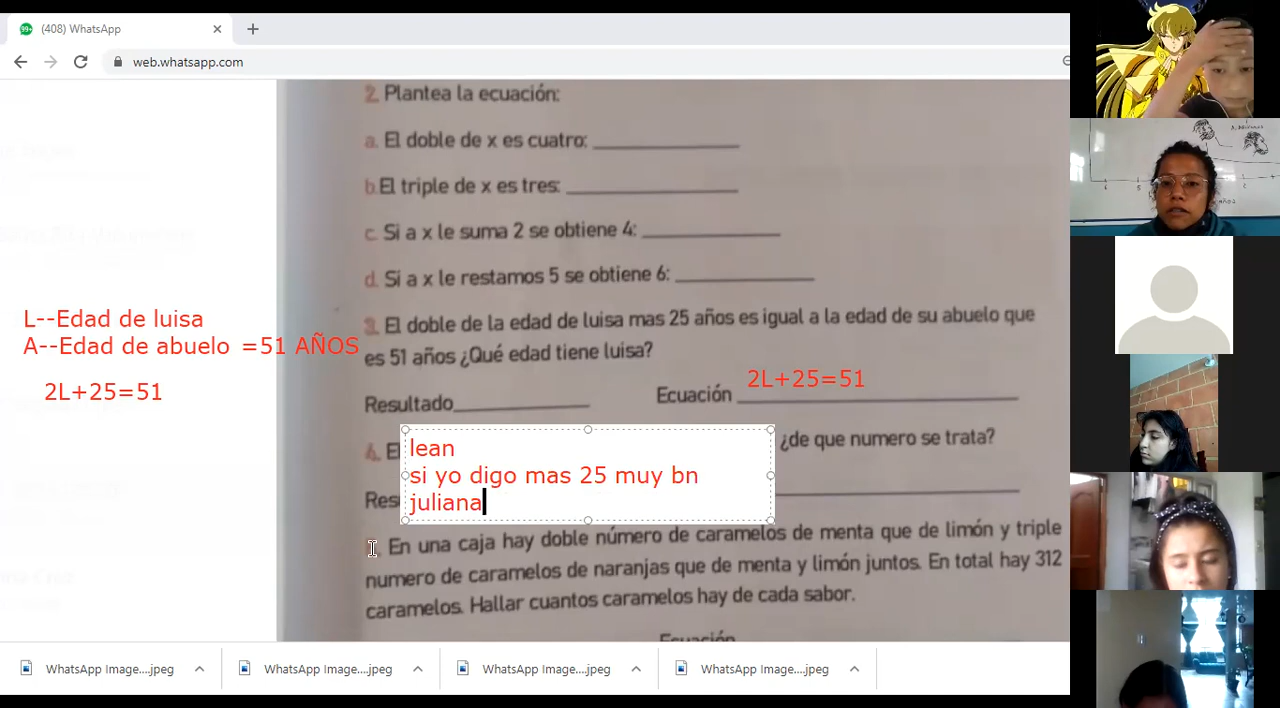 (408) WhatsApp
web.whatsapp.com
2. Plantea la ecuación:
a. El doble de x es cuatro:
b.El triple de x es tres:
c. Si a x le suma 2 se obtiene 4:
d. Si a x le restamos 5 se obtiene 6:
L--Edad de luisa
A--Edad de abuelo =51 AÑOS
2L+25=51
3. El doble de la edad de luisa mas 25 años es igual a la edad de su abuelo que
es 51 años ¿Qué edad tiene luisa?
Resultado Ecuación 2L+25=51
El ¿de que numero se trata?
lean
si yo digo mas 25 muy bn
juliana
Res
En una caja hay doble número de caramelos de menta que de limón y triple
numero de caramelos de naranjas que de menta y limón juntos. En total hay 312
caramelos. Hallar cuantos caramelos hay de cada sabor.
Ecuación
WhatsApp Image....jpeg WhatsApp Image....jpeg WhatsApp Image....jpeg WhatsApp Image....jpeg